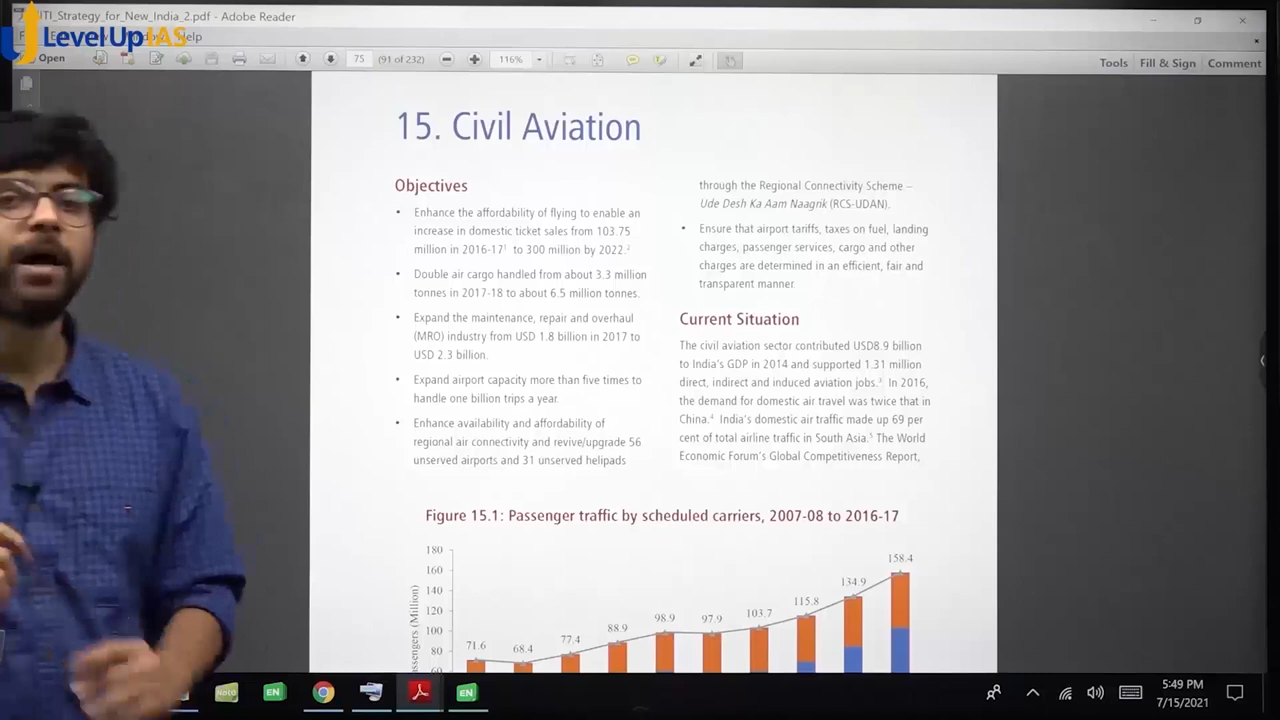 ITI_Strategy_for_New_India_2.pdf - Adobe Reader
LevelUp IAS
Help
Open
75
(91 of 232)
116%
Tools
Fill & Sign
Comment
15. Civil Aviation
Objectives
• Enhance the affordability of flying to enable an
increase in domestic ticket sales from 103.75
million in 2016-17¹ to 300 million by 2022.²
• Double air cargo handled from about 3.3 million
tonnes in 2017-18 to about 6.5 million tonnes.
• Expand the maintenance, repair and overhaul
(MRO) industry from USD 1.8 billion in 2017 to
USD 2.3 billion.
• Expand airport capacity more than five times to
handle one billion trips a year.
• Enhance availability and affordability of
regional air connectivity and revive/upgrade 56
unserved airports and 31 unserved helipads
through the Regional Connectivity Scheme –
Ude Desh Ka Aam Naagrik (RCS-UDAN).
• Ensure that airport tariffs, taxes on fuel, landing
charges, passenger services, cargo and other
charges are determined in an efficient, fair and
transparent manner.
Current Situation
The civil aviation sector contributed USD8.9 billion
to India's GDP in 2014 and supported 1.31 million
direct, indirect and induced aviation jobs.³ In 2016,
the demand for domestic air travel was twice that in
China.⁴ India's domestic air traffic made up 69 per
cent of total airline traffic in South Asia.⁵ The World
Economic Forum's Global Competitiveness Report,
Figure 15.1: Passenger traffic by scheduled carriers, 2007-08 to 2016-17
180
160
140
120
100
60
71.6
68.4
77.4
88.9
98.9
97.9
103.7
115.8
134.9
158.4
EN
EN
5:49 PM
7/15/2021